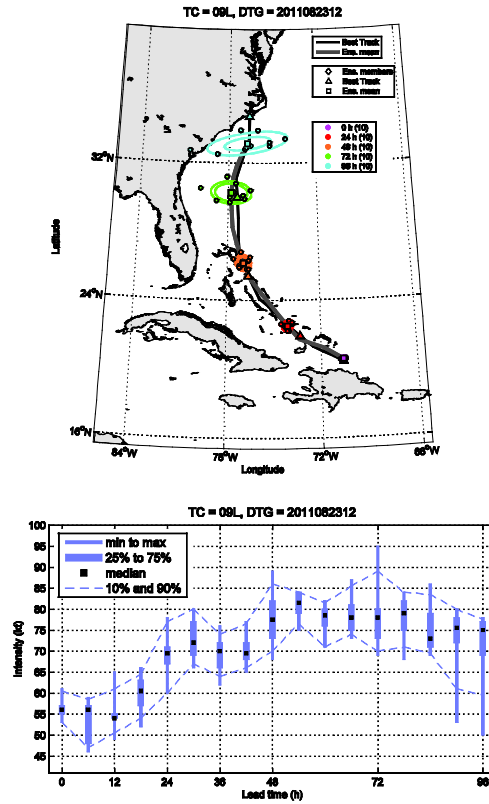 TC = 09L, DTG = 2011082312
Best Track
Ens. mean
Ens. members
Best Track
Ens. mean
0 h (10)
24 h (10)
48 h (10)
72 h (10)
96 h (10)
32°N
24°N
16°N
Latitude
84°W
78°W
72°W
66°W
Longitude
TC = 09L, DTG = 2011082312
min to max
25% to 75%
median
10% and 90%
100
95
90
85
80
75
70
65
60
55
50
45
Intensity (kt)
0 12 24 36 48 72 96
Lead time (h)